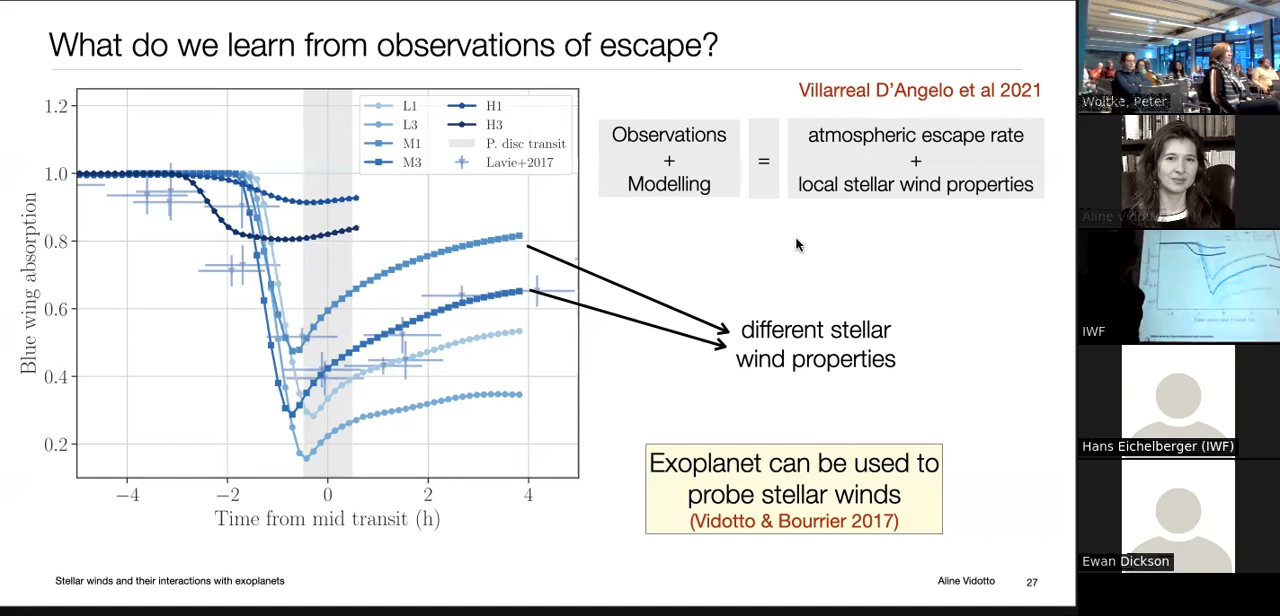 What do we learn from observations of escape?
Villarreal D'Angelo et al 2021
Observations
+
Modelling
=
atmospheric escape rate
+
local stellar wind properties
L1
L3
M1
M3
H1
H3
P. disc transit
Lavie+2017
1.2
1.0
0.8
0.6
0.4
0.2
Blue wing absorption
−4
−2
0
2
4
Time from mid transit (h)
different stellar
wind properties
Exoplanet can be used to
probe stellar winds
(Vidotto & Bourrier 2017)
Stellar winds and their interactions with exoplanets
Aline Vidotto
27
Woitke, Peter
Aline Vidotto
IWF
Hans Eichelberger (IWF)
Ewan Dickson